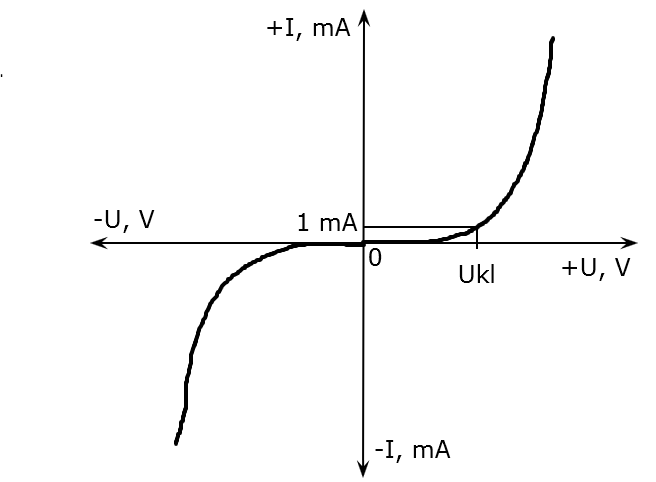 +I, mA
-U, V
1 mA
0
Ukl
+U, V
-I, mA